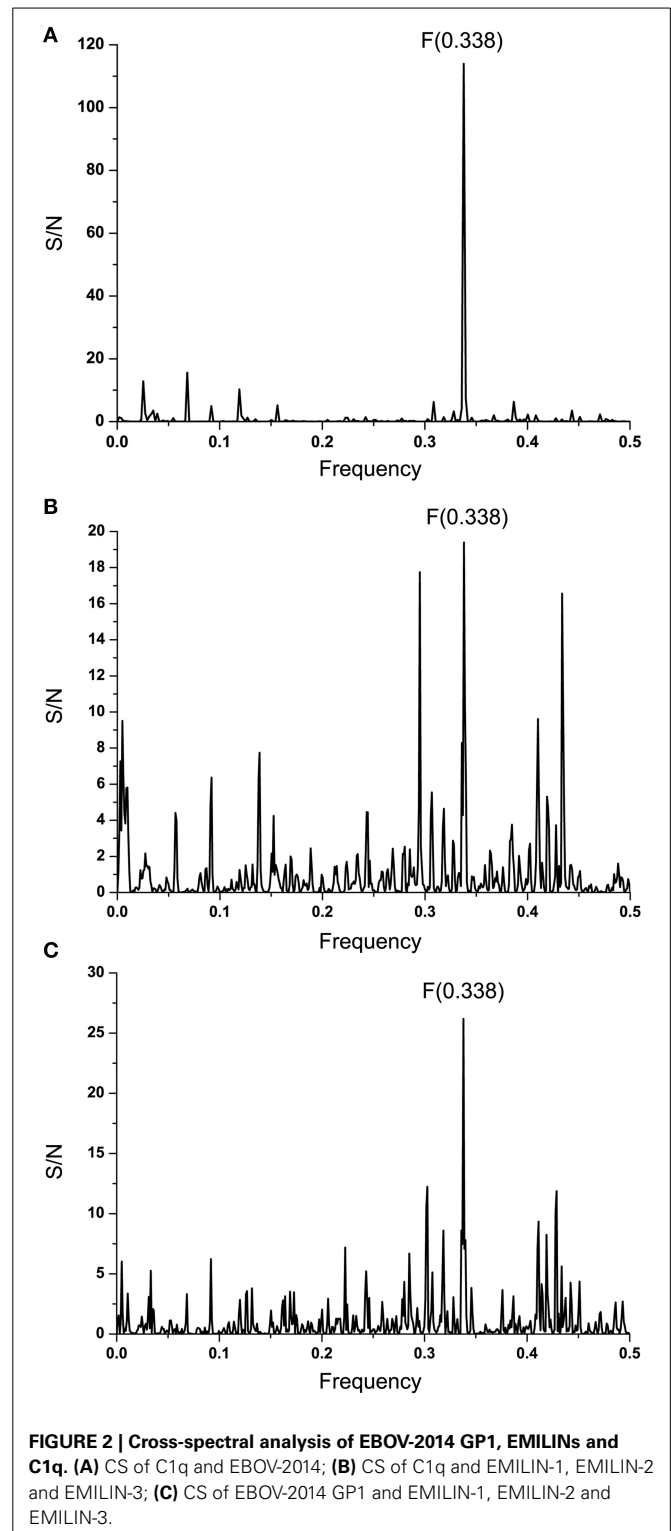 A
F(0.338)
120
100
80
60
40
20
0
S/N
0.0 0.1 0.2 0.3 0.4 0.5
Frequency
B
F(0.338)
20
18
16
14
12
10
8
6
4
2
0
S/N
0.0 0.1 0.2 0.3 0.4 0.5
Frequency
C
F(0.338)
30
25
20
15
10
5
0
S/N
0.0 0.1 0.2 0.3 0.4 0.5
Frequency
FIGURE 2 | Cross-spectral analysis of EBOV-2014 GP1, EMILINs and
C1q. (A) CS of C1q and EBOV-2014; (B) CS of C1q and EMILIN-1, EMILIN-2
and EMILIN-3; (C) CS of EBOV-2014 GP1 and EMILIN-1, EMILIN-2 and
EMILIN-3.